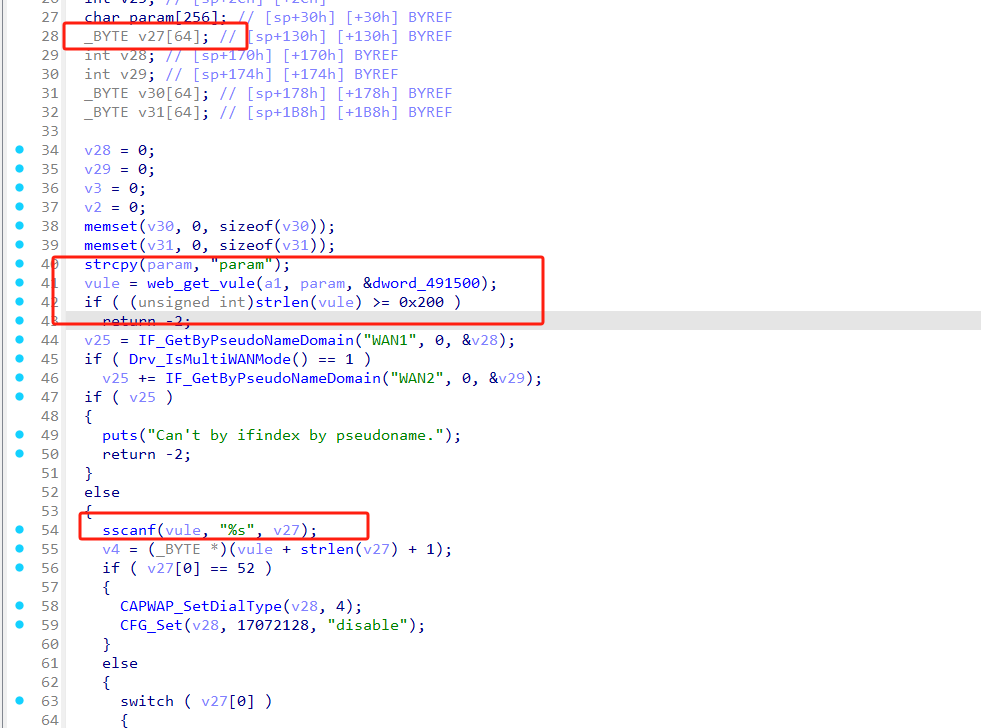 27 char param[256]; // [sp+30h] [+30h] BYREF
28 _BYTE v27[64]; // [sp+130h] [+130h] BYREF
29 int v28; // [sp+170h] [+170h] BYREF
30 int v29; // [sp+174h] [+174h] BYREF
31 _BYTE v30[64]; // [sp+178h] [+178h] BYREF
32 _BYTE v31[64]; // [sp+1B8h] [+1B8h] BYREF
33
34 v28 = 0;
35 v29 = 0;
36 v3 = 0;
37 v2 = 0;
38 memset(v30, 0, sizeof(v30));
39 memset(v31, 0, sizeof(v31));
40 strcpy(param, "param");
41 vule = web_get_vule(a1, param, &dword_491500);
42 if ( (unsigned int)strlen(vule) >= 0x200 )
43 return -2;
44 v25 = IF_GetByPseudoNameDomain("WAN1", 0, &v28);
45 if ( Drv_IsMultiWANMode() == 1 )
46 v25 += IF_GetByPseudoNameDomain("WAN2", 0, &v29);
47 if ( v25 )
48 {
49 puts("Can't by ifindex by pseudoname.");
50 return -2;
51 }
52 else
53 {
54 sscanf(vule, "%s", v27);
55 v4 = (_BYTE *)(vule + strlen(v27) + 1);
56 if ( v27[0] == 52 )
57 {
58 CAPWAP_SetDialType(v28, 4);
59 CFG_Set(v28, 17072128, "disable");
60 }
61 else
62 {
63 switch ( v27[0] )
64 {